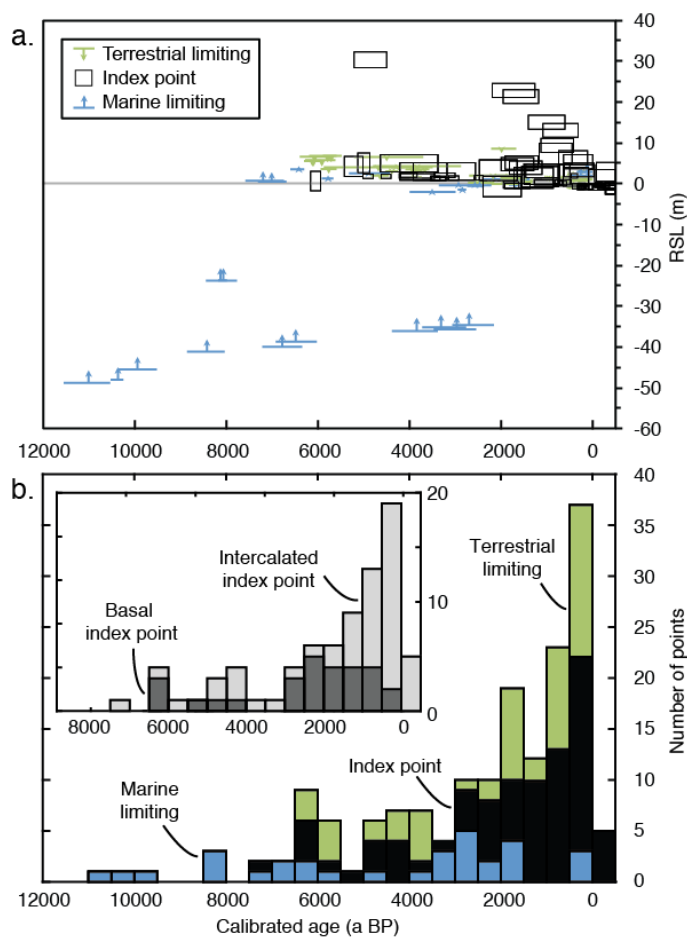 a.
Terrestrial limiting
Index point
Marine limiting
40
30
20
10
0
-10
-20
-30
-40
-50
-60
RSL (m)
12000 10000 8000 6000 4000 2000 0
b.
20
10
0
Intercalated
index point
Basal
index point
8000 6000 4000 2000 0
Terrestrial
limiting
Index point
Marine
limiting
40
35
30
25
20
15
10
5
0
Number of points
12000 10000 8000 6000 4000 2000 0
Calibrated age (a BP)